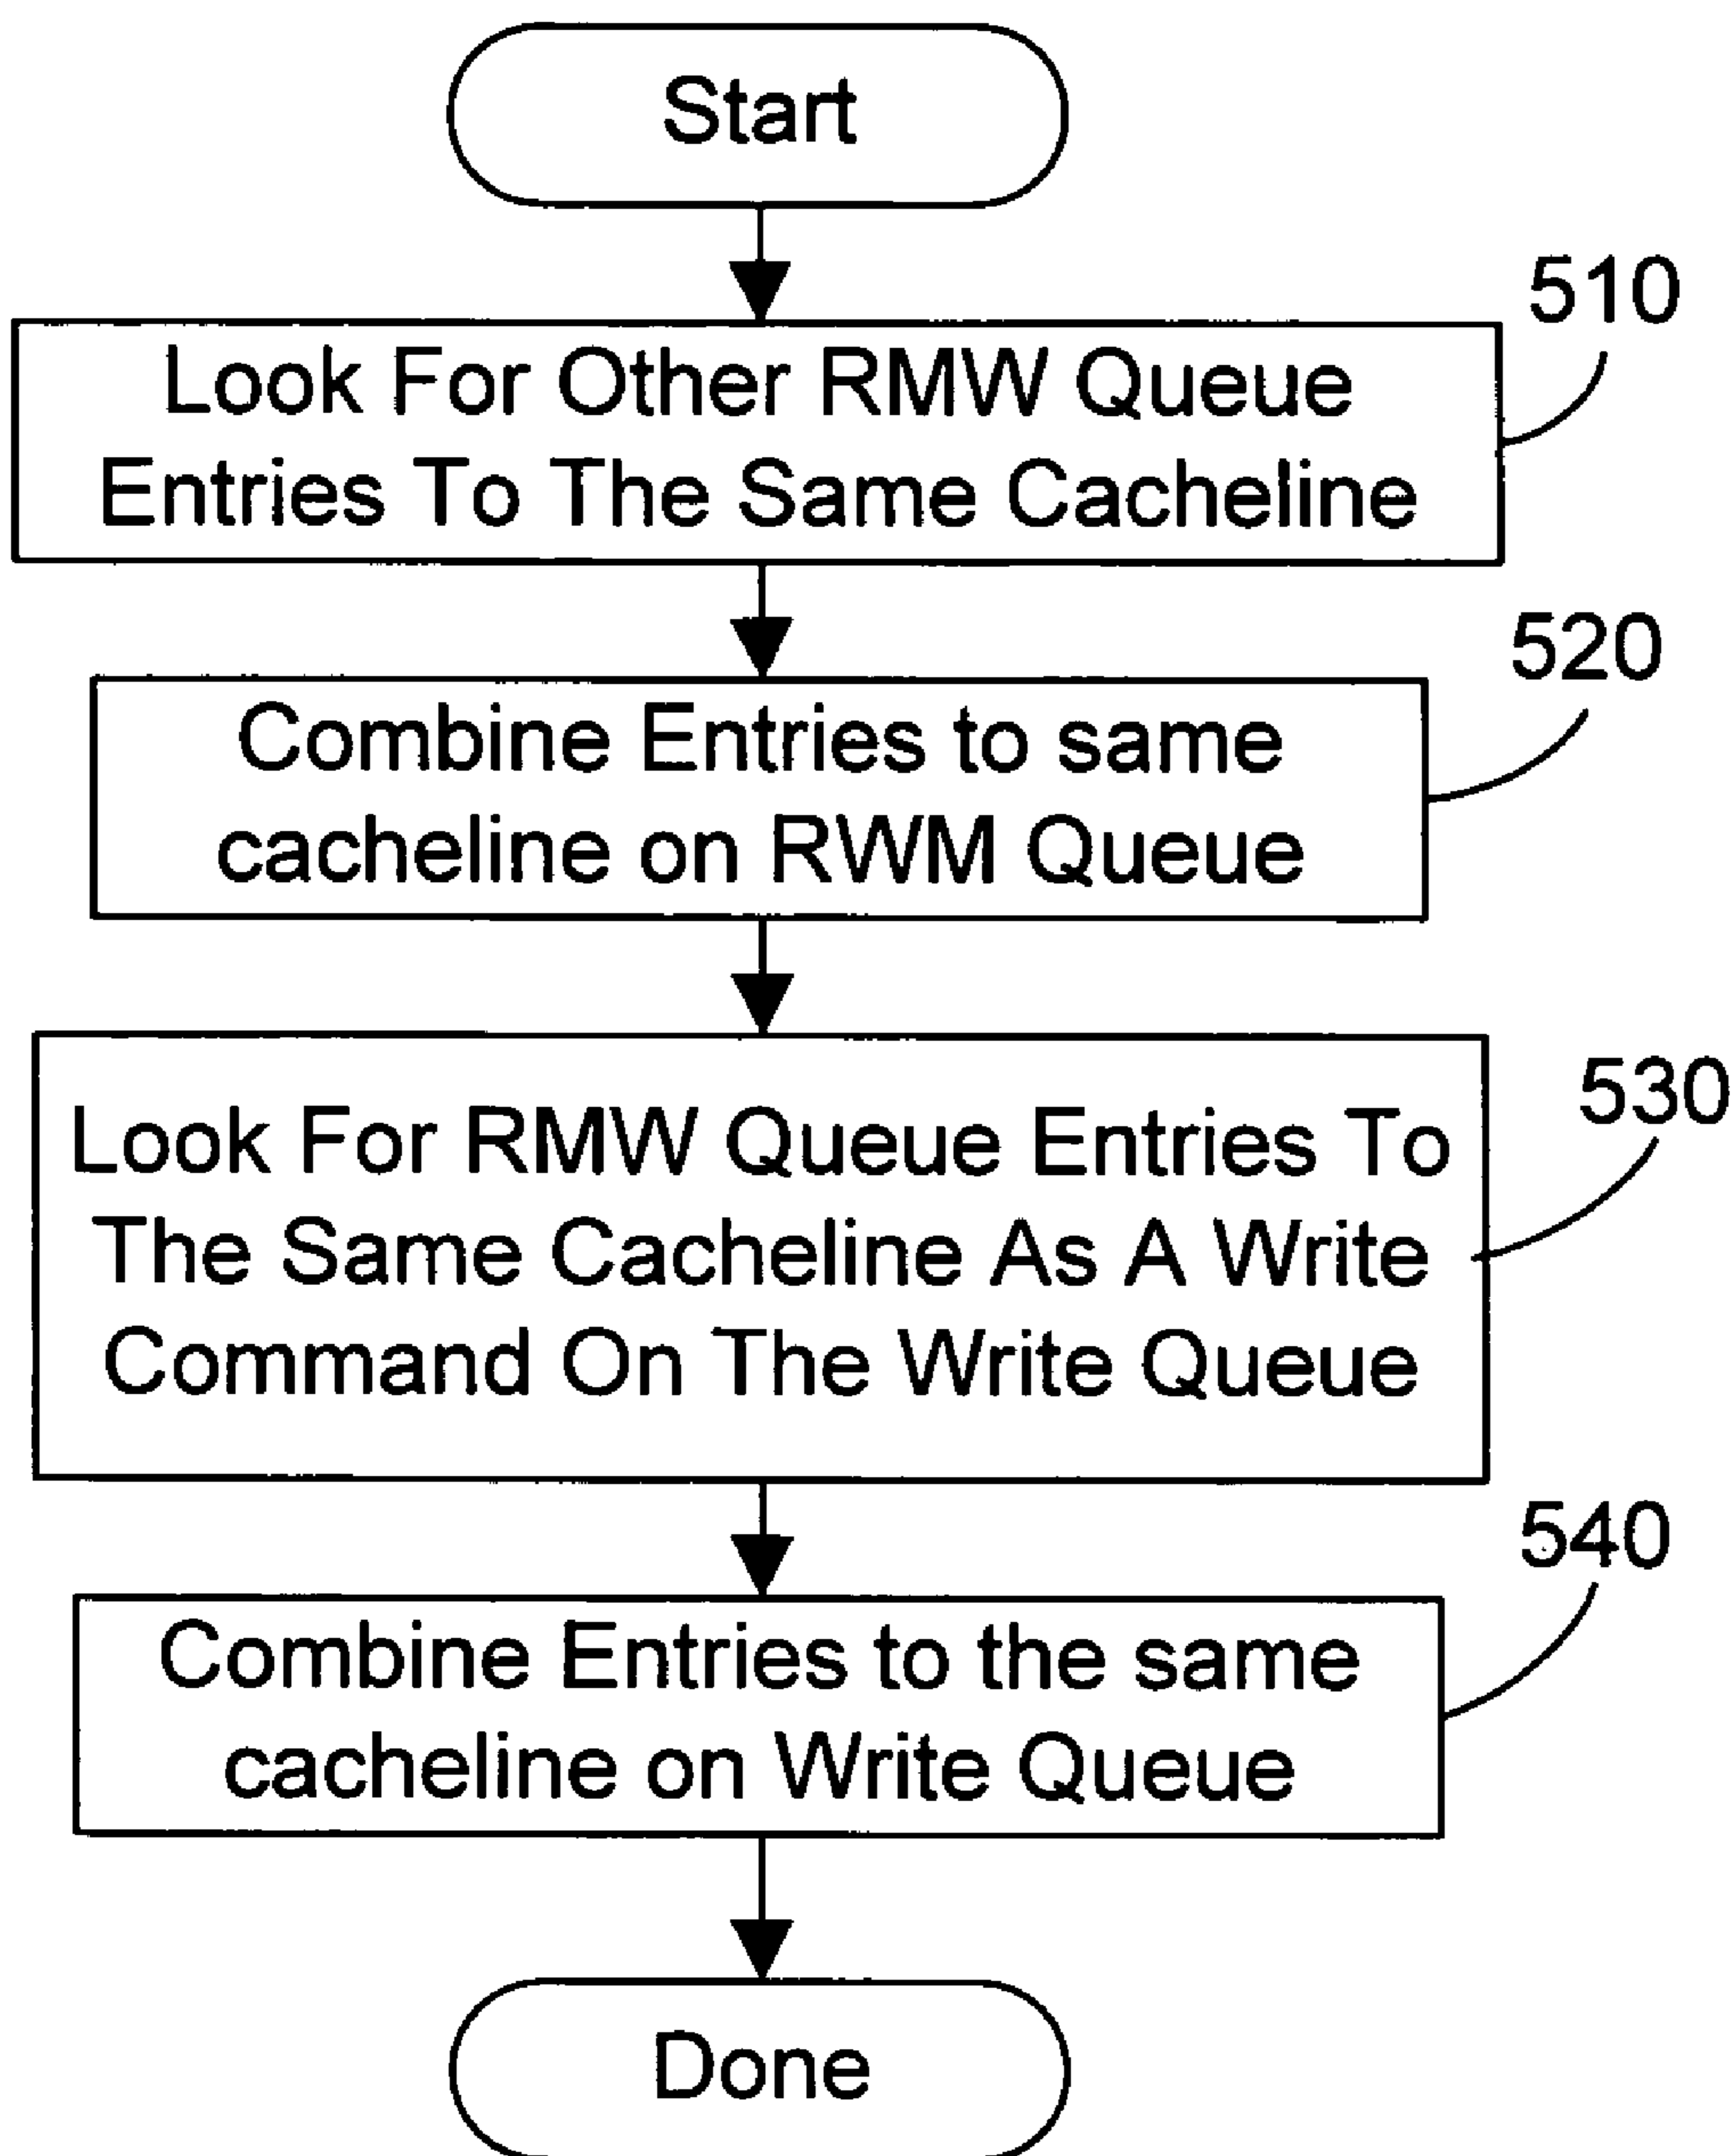 Start
510
Look For Other RMW Queue
Entries To The Same Cacheline
520
Combine Entries to same
cacheline on RWM Queue
530
Look For RMW Queue Entries To
The Same Cacheline As A Write
Command On The Write Queue
540
Combine Entries to the same
cacheline on Write Queue
Done